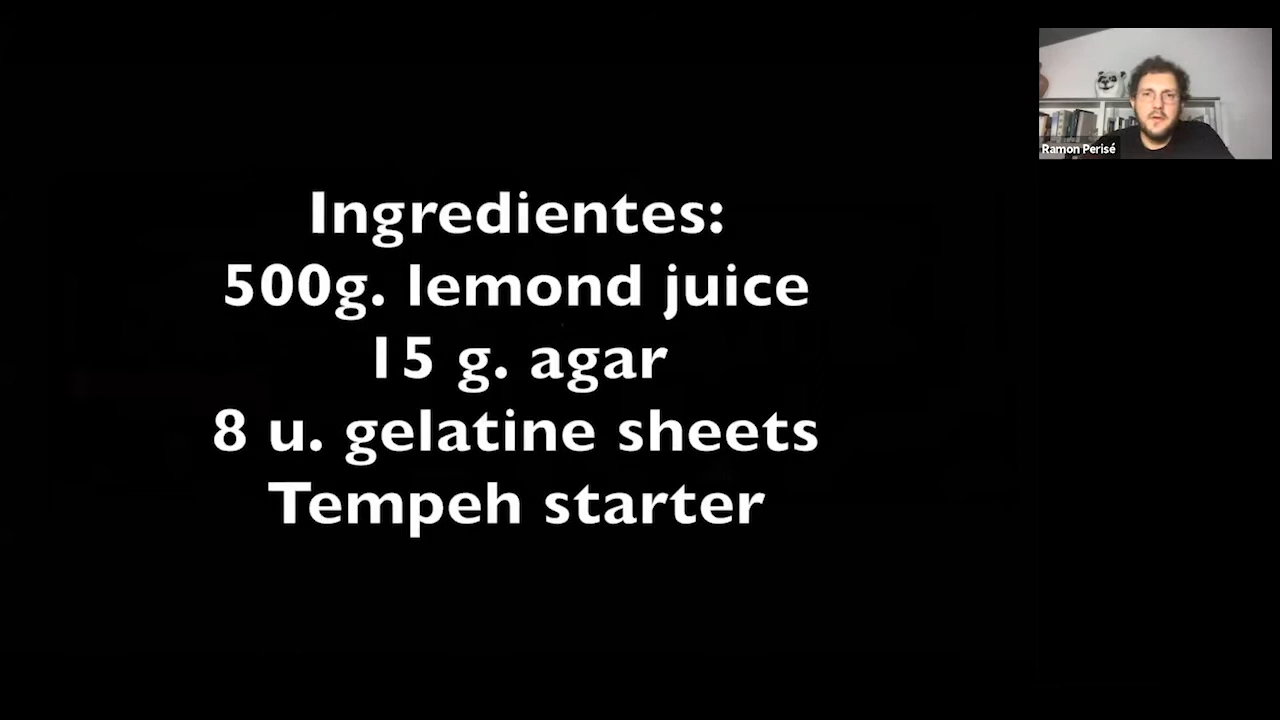 Ingredientes:
500g. lemond juice
15 g. agar
8 u. gelatine sheets
Tempeh starter
Ramon Perisé